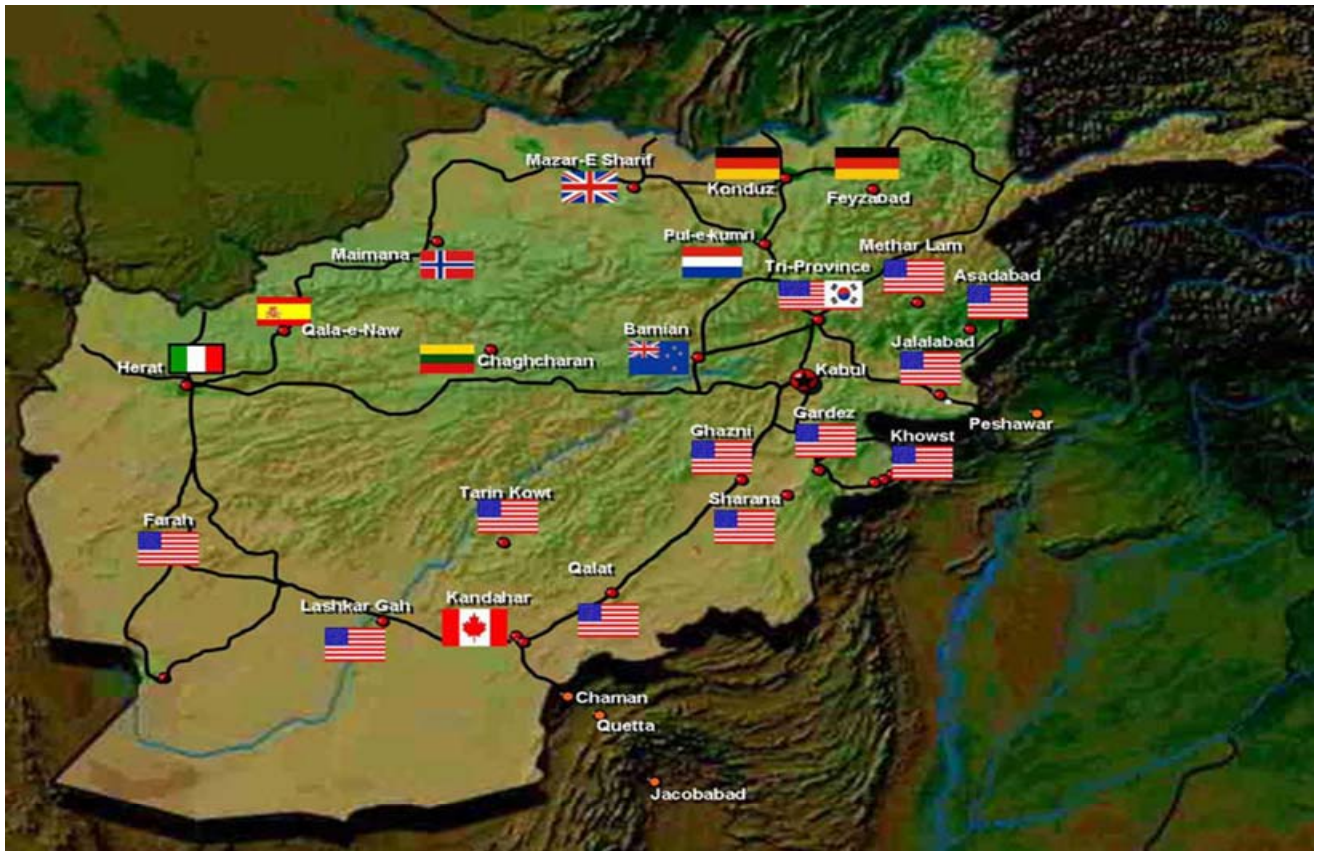 Mazar-E Sharif
Konduz
Feyzabad
Maimana
Pul-e-kumri
Methar Lam
Tri-Province
Asadabad
Qala-e-Naw
Bamian
Jalalabad
Herat
Chaghcharan
Kabul
Peshawar
Gardez
Ghazni
Khowst
Tarin Kowt
Sharana
Farah
Qalat
Lashkar Gah
Kandahar
Chaman
Quetta
Jacobabad